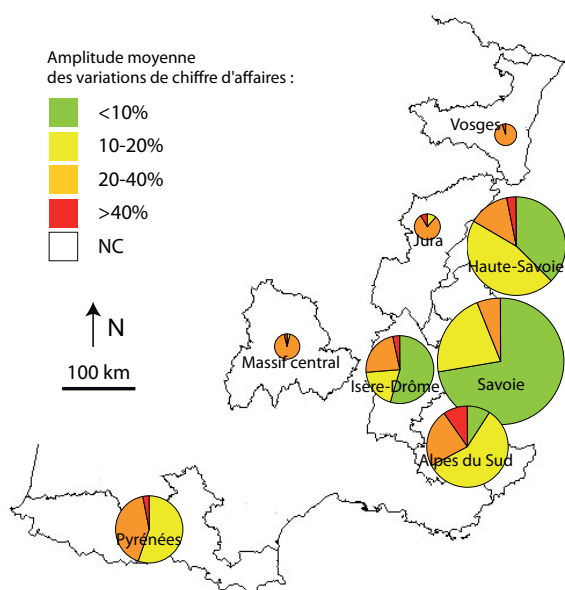 Amplitude moyenne
des variations de chiffre d'affaires :
<10%
10-20%
20-40%
>40%
NC
N
100 km
Vosges
Jura
Haute-Savoie
Massif central
Isère-Drôme
Savoie
Alpes du Sud
Pyrénées